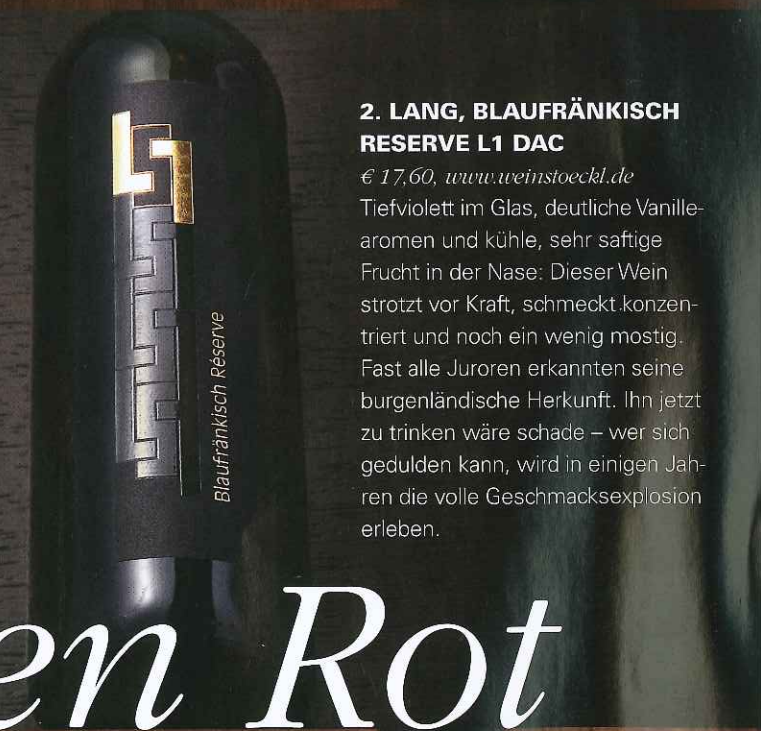 2. LANG, BLAUFRÄNKISCH
RESERVE L1 DAC
€ 17,60, www.weinstoeckl.de
Tiefviolett im Glas, deutliche Vanille-
aromen und kühle, sehr saftige
Frucht in der Nase: Dieser Wein
strotzt vor Kraft, schmeckt konzen-
triert und noch ein wenig mostig.
Fast alle Juroren erkannten seine
burgenländische Herkunft. Ihn jetzt
zu trinken wäre schade – wer sich
gedulden kann, wird in einigen Jah-
ren die volle Geschmacksexplosion
erleben.
L1
Blaufränkisch Réserve
en Rot